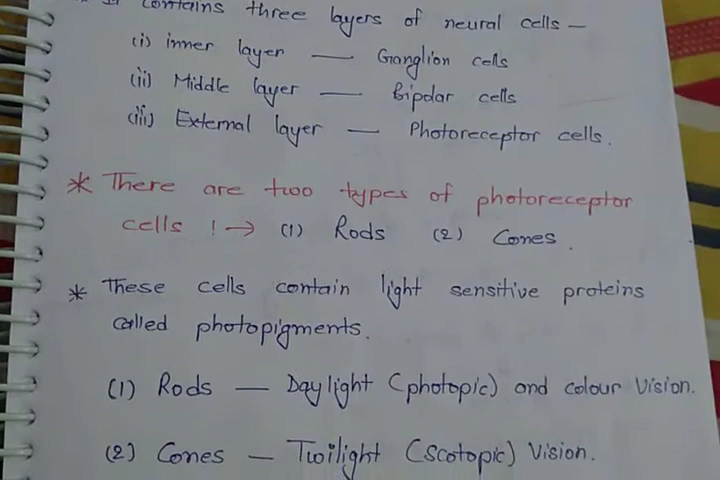 * It contains three layers of neural cells —
(i) inner layer — Ganglion cells
(ii) Middle layer — Bipolar cells
(iii) External layer — Photoreceptor cells.
* There are two types of photoreceptor
cells !→ (1) Rods (2) Cones.
* These cells contain light sensitive proteins
called photopigments.
(1) Rods — Daylight (photopic) and colour Vision.
(2) Cones — Twilight (scotopic) Vision.